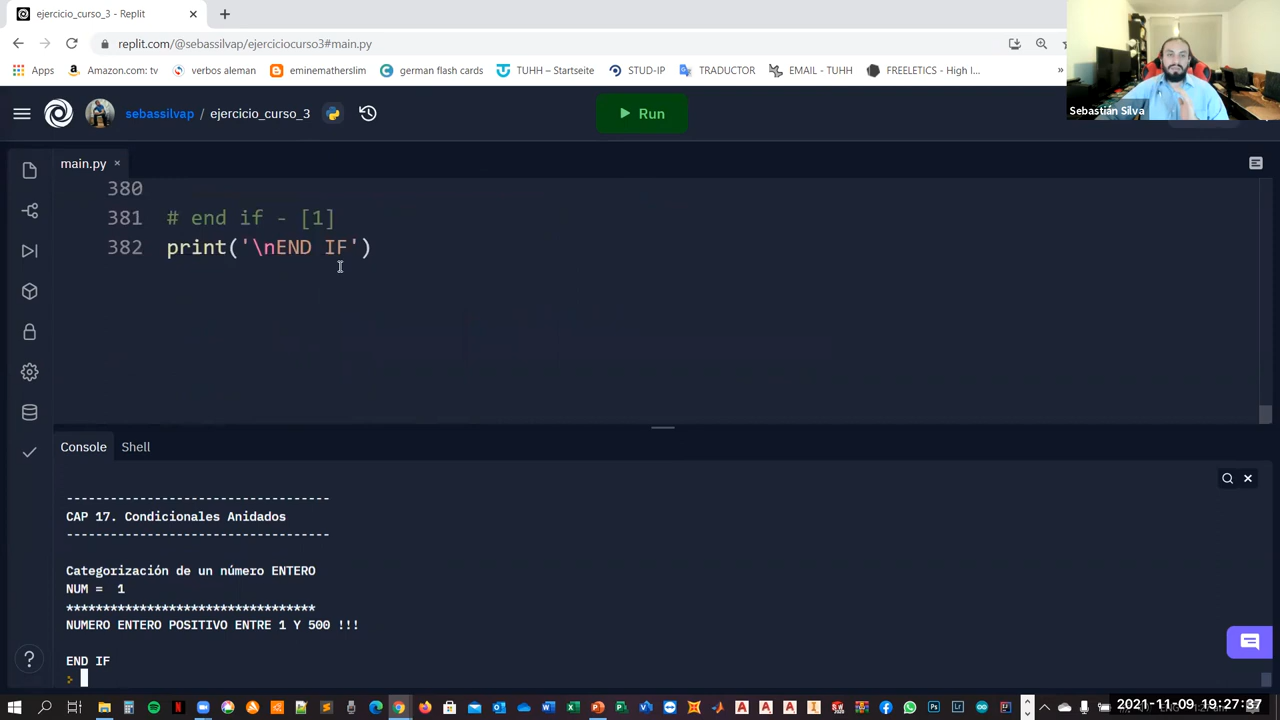 ejercicio_curso_3 - Replit
replit.com/@sebassilvap/ejerciciocurso3#main.py
Apps
Amazon.com: tv
verbos aleman
eminematherslim
german flash cards
TUHH – Startseite
STUD-IP
TRADUCTOR
EMAIL - TUHH
FREELETICS - High I...
»
Sebastián Silva
sebassilvap / ejercicio_curso_3
Run
main.py
380
381 # end if - [1]
382 print('\nEND IF')
Console Shell
------------------------------------
CAP 17. Condicionales Anidados
------------------------------------
Categorización de un número ENTERO
NUM = 1
**********************************
NUMERO ENTERO POSITIVO ENTRE 1 Y 500 !!!
END IF
2021-11-09 19:27:37